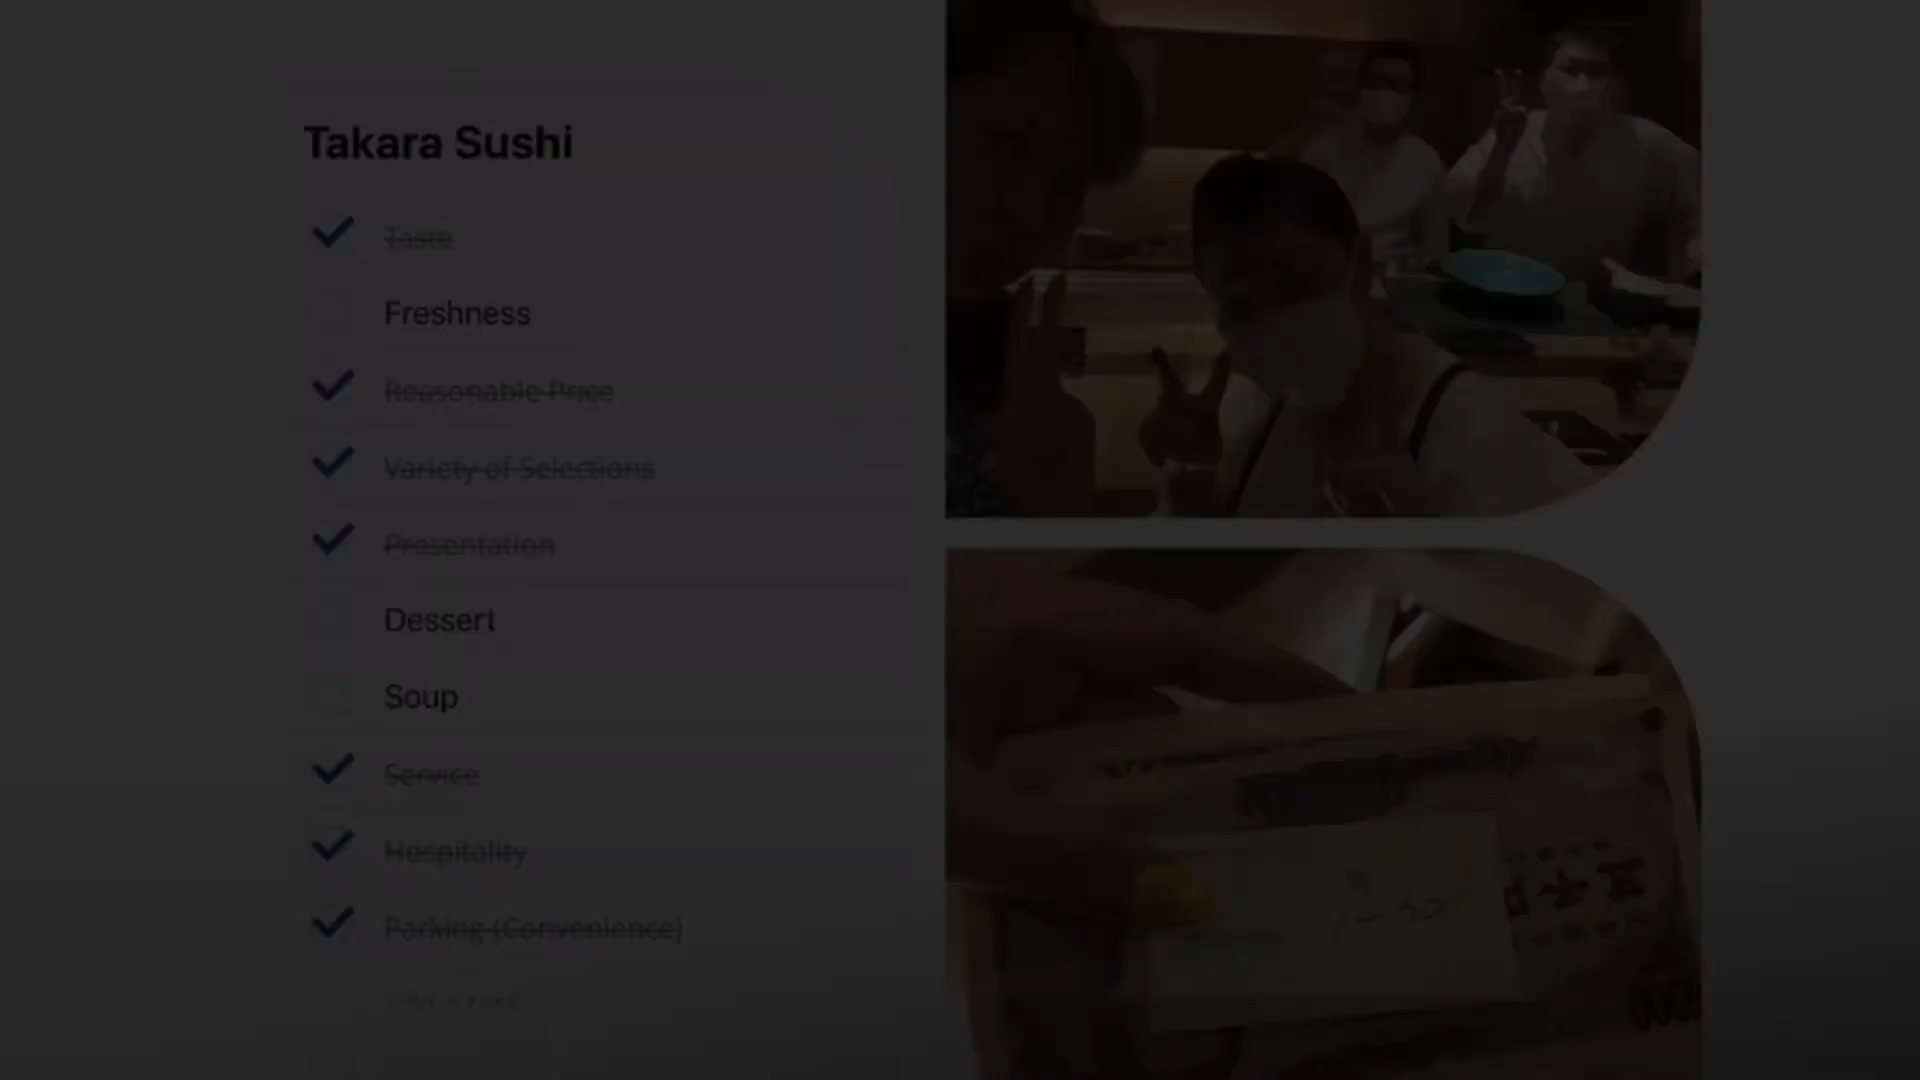 Takara Sushi
Taste
Freshness
Reasonable Price
Variety of Selections
Presentation
Dessert
Soup
Service
Hospitality
Parking (Convenience)